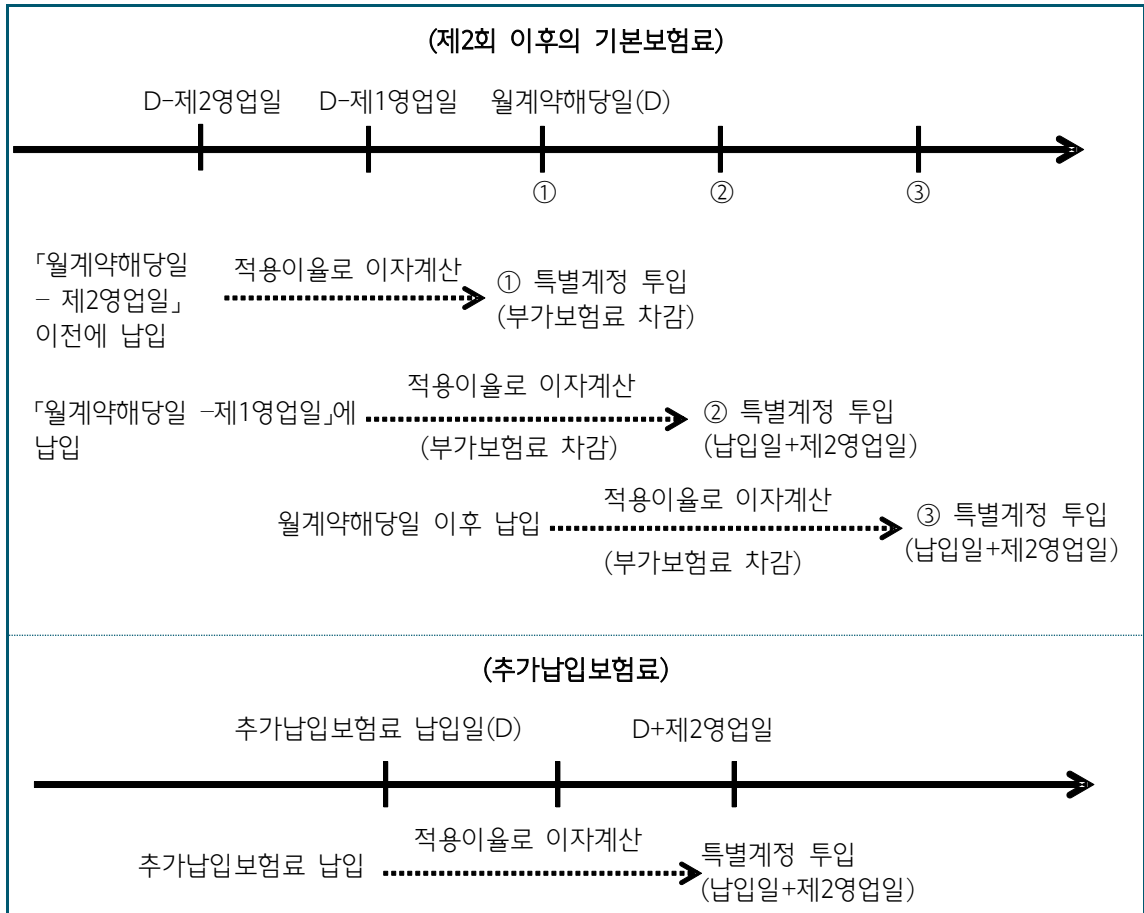 (제2회 이후의 기본보험료)
D-제2영업일 D-제1영업일 월계약해당일(D)
① ② ③
「월계약해당일
- 제2영업일」
이전에 납입
적용이율로 이자계산
① 특별계정 투입
(부가보험료 차감)
「월계약해당일 -제1영업일」에
납입
적용이율로 이자계산
(부가보험료 차감)
② 특별계정 투입
(납입일+제2영업일)
월계약해당일 이후 납입
적용이율로 이자계산
(부가보험료 차감)
③ 특별계정 투입
(납입일+제2영업일)
(추가납입보험료)
추가납입보험료 납입일(D) D+제2영업일
추가납입보험료 납입
적용이율로 이자계산
특별계정 투입
(납입일+제2영업일)